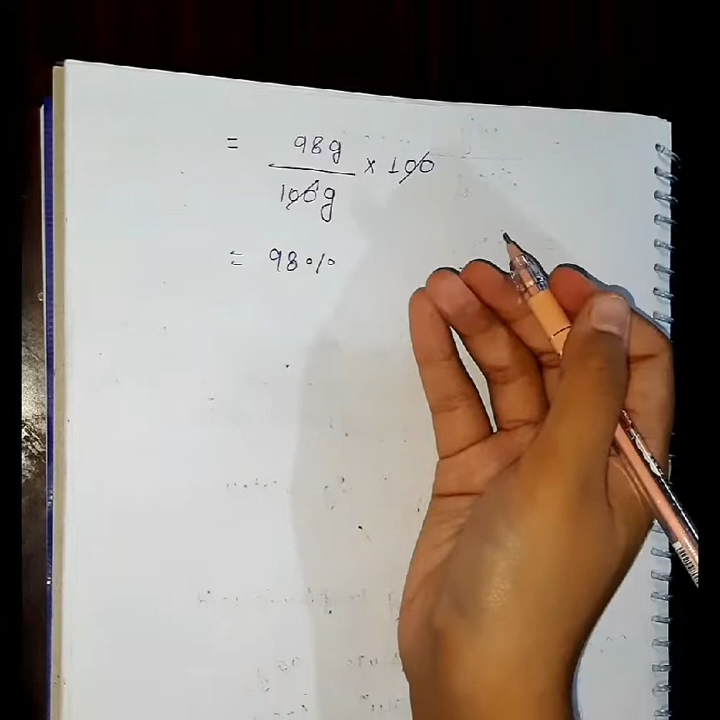 = 98g / 100g × 100
= 98%